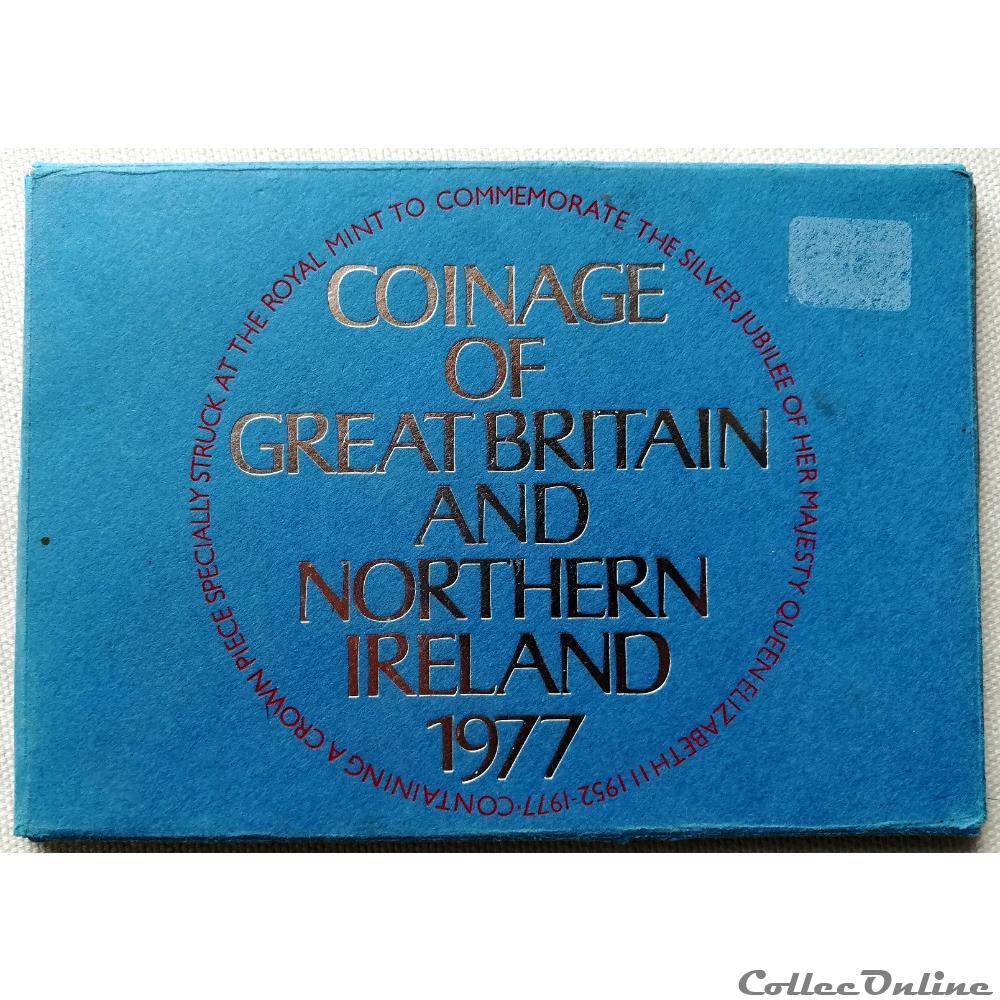 CONTAINING A CROWN PIECE SPECIALLY STRUCK AT THE ROYAL MINT TO COMMEMORATE THE SILVER JUBILEE OF HER MAJESTY QUEEN ELIZABETH II 1952-1977·
COINAGE
OF
GREAT BRITAIN
AND
NORTHERN
IRELAND
1977
CollecOnline